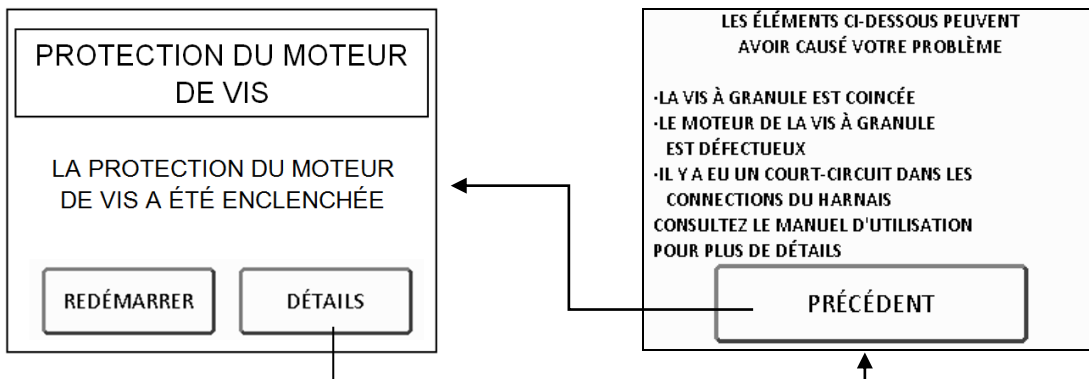 PROTECTION DU MOTEUR
DE VIS
LA PROTECTION DU MOTEUR
DE VIS A ÉTÉ ENCLENCHÉE
REDÉMARRER
DÉTAILS
LES ÉLÉMENTS CI-DESSOUS PEUVENT
AVOIR CAUSÉ VOTRE PROBLÈME
·LA VIS À GRANULE EST COINCÉE
·LE MOTEUR DE LA VIS À GRANULE
EST DÉFECTUEUX
·IL Y A EU UN COURT-CIRCUIT DANS LES
CONNECTIONS DU HARNAIS
CONSULTEZ LE MANUEL D'UTILISATION
POUR PLUS DE DÉTAILS
PRÉCÉDENT